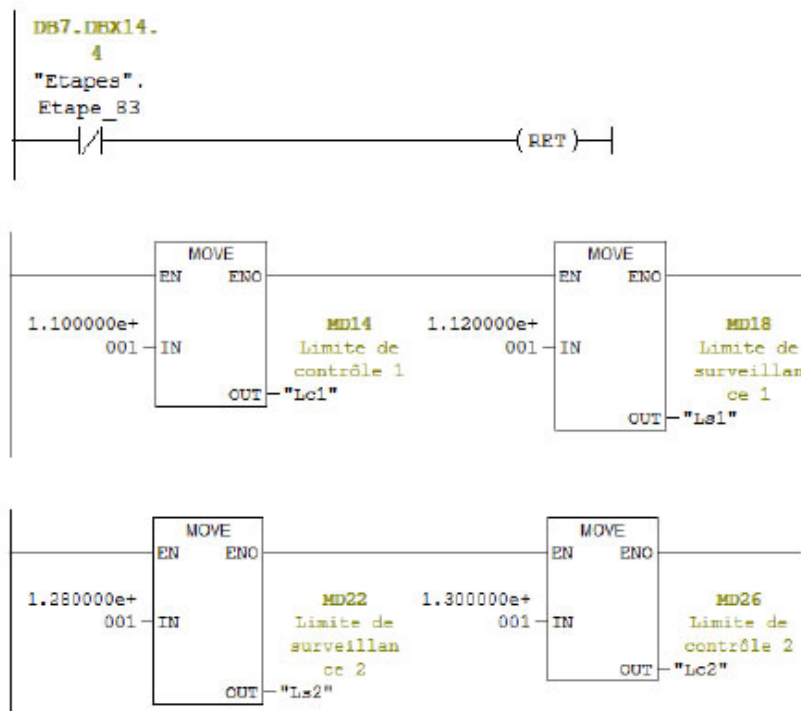 DB7.DBX14.
4
"Etapes".
Etape_83
(RET)
MOVE
EN ENO
1.100000e+
001 IN
MD14
Limite de
contrôle 1
OUT "Lc1"
MOVE
EN ENO
1.120000e+
001 IN
MD18
Limite de
surveillan
ce 1
OUT "Ls1"
MOVE
EN ENO
1.280000e+
001 IN
MD22
Limite de
surveillan
ce 2
OUT "Ls2"
MOVE
EN ENO
1.300000e+
001 IN
MD26
Limite de
contrôle 2
OUT "Lc2"